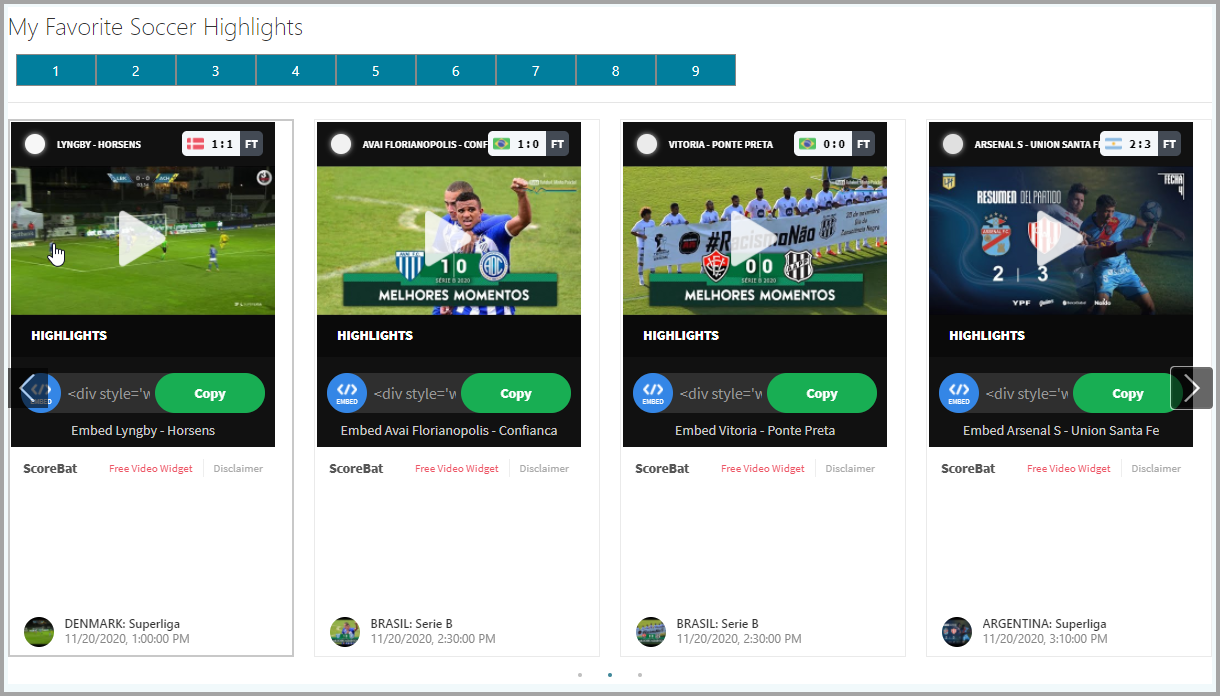 My Favorite Soccer Highlights
1 2 3 4 5 6 7 8 9
LYNGBY - HORSENS 1:1 FT
HIGHLIGHTS
</> EMBED <div style='v Copy
Embed Lyngby - Horsens
ScoreBat Free Video Widget Disclaimer
DENMARK: Superliga
11/20/2020, 1:00:00 PM
AVAI FLORIANOPOLIS - CONF 1:0 FT
1 0
SÉRIE B 2020
MELHORES MOMENTOS
HIGHLIGHTS
</> EMBED <div style='v Copy
Embed Avai Florianopolis - Confianca
ScoreBat Free Video Widget Disclaimer
BRASIL: Serie B
11/20/2020, 2:30:00 PM
VITORIA - PONTE PRETA 0:0 FT
#RacismoNão
0 0
SÉRIE B 2020
MELHORES MOMENTOS
HIGHLIGHTS
</> EMBED <div style='v Copy
Embed Vitoria - Ponte Preta
ScoreBat Free Video Widget Disclaimer
BRASIL: Serie B
11/20/2020, 2:30:00 PM
ARSENAL S - UNION SANTA F 2:3 FT
FECHA
4
RESUMEN DEL PARTIDO
2 | 3
YPF
HIGHLIGHTS
</> EMBED <div style='v Copy
Embed Arsenal S - Union Santa Fe
ScoreBat Free Video Widget Disclaimer
ARGENTINA: Superliga
11/20/2020, 3:10:00 PM